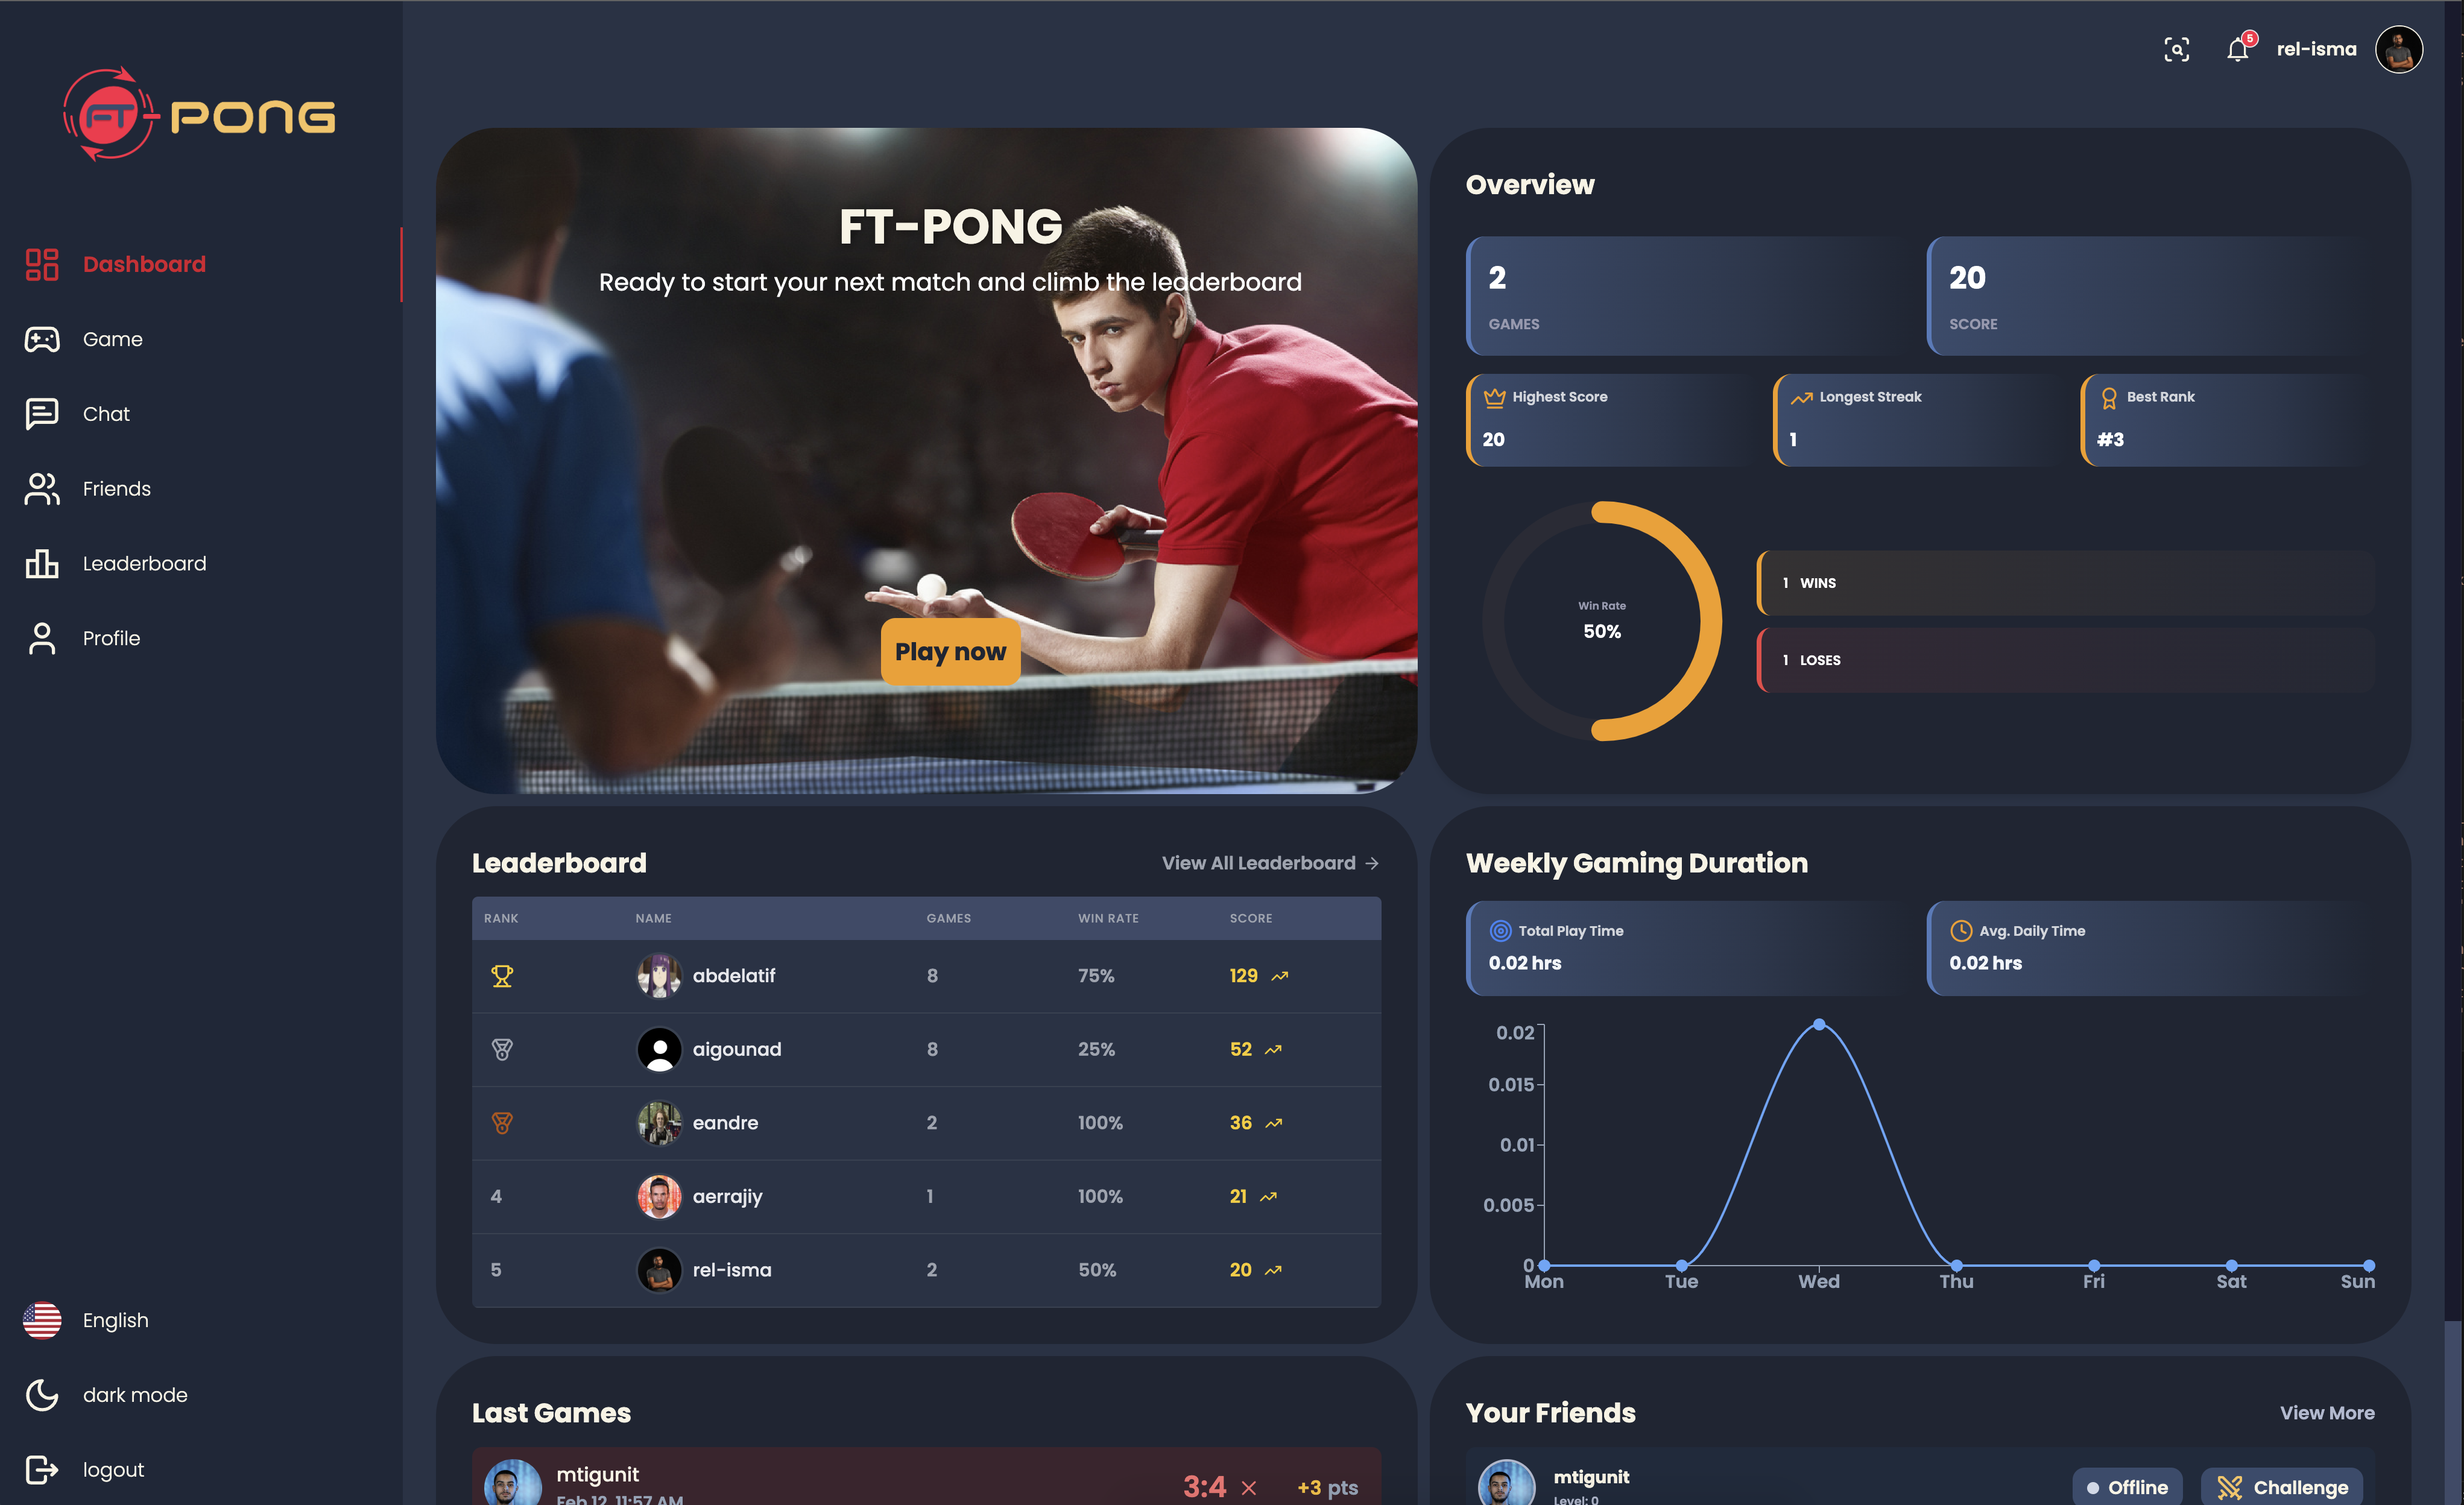 FT-PONG
Dashboard
Game
Chat
Friends
Leaderboard
Profile
English
dark mode
logout
5
rel-isma
FT-PONG
Ready to start your next match and climb the leaderboard
Play now
Overview
2
GAMES
20
SCORE
Highest Score
20
Longest Streak
1
Best Rank
#3
Win Rate
50%
1 WINS
1 LOSES
Leaderboard
View All Leaderboard
RANK NAME GAMES WIN RATE SCORE
abdelatif 8 75% 129
aigounad 8 25% 52
eandre 2 100% 36
4 aerrajiy 1 100% 21
5 rel-isma 2 50% 20
Weekly Gaming Duration
Total Play Time
0.02 hrs
Avg. Daily Time
0.02 hrs
0.02
0.015
0.01
0.005
0
Mon Tue Wed Thu Fri Sat Sun
Last Games
mtigunit
Feb 12, 11:57 AM
3:4
+3 pts
Your Friends
View More
mtigunit
Level: 0
Offline
Challenge